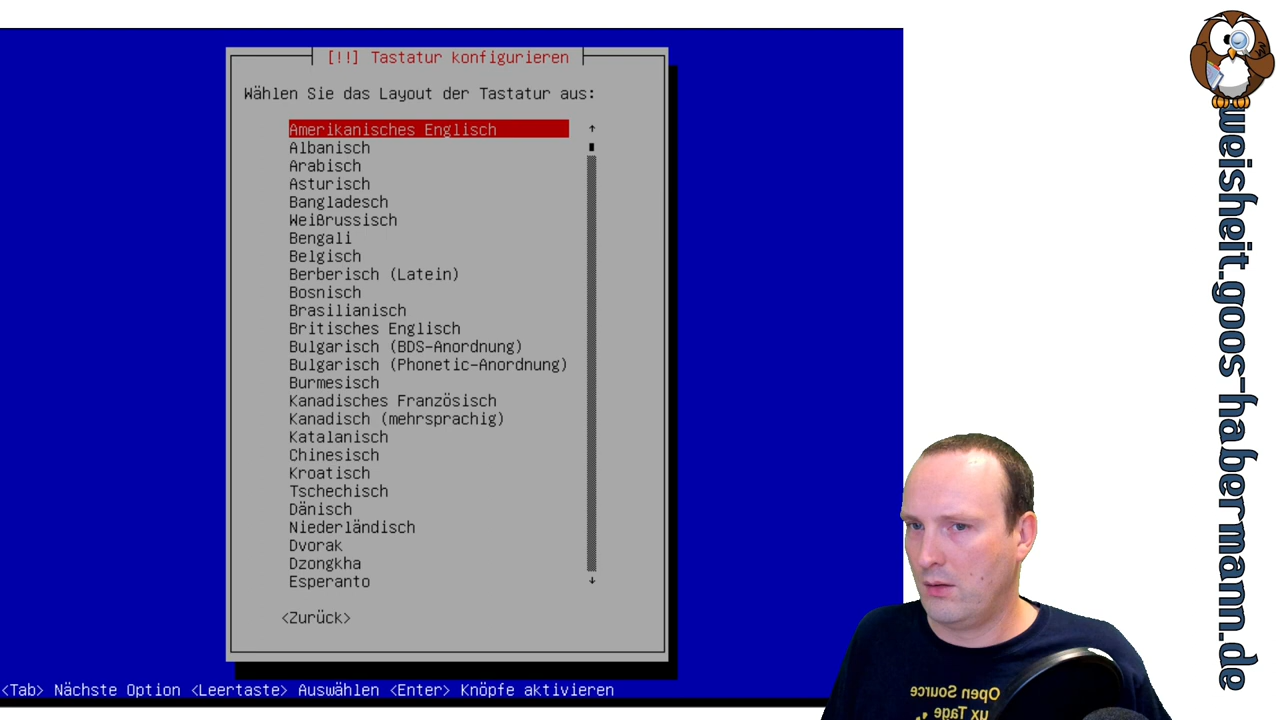 [!!] Tastatur konfigurieren
Wählen Sie das Layout der Tastatur aus:
Amerikanisches Englisch
Albanisch
Arabisch
Asturisch
Bangladesch
Weißrussisch
Bengali
Belgisch
Berberisch (Latein)
Bosnisch
Brasilianisch
Britisches Englisch
Bulgarisch (BDS-Anordnung)
Bulgarisch (Phonetic-Anordnung)
Burmesisch
Kanadisches Französisch
Kanadisch (mehrsprachig)
Katalanisch
Chinesisch
Kroatisch
Tschechisch
Dänisch
Niederländisch
Dvorak
Dzongkha
Esperanto
<Zurück>
<Tab> Nächste Option <Leertaste> Auswählen <Enter> Knöpfe aktivieren
weisheit.goos-habermann.de
Open Source
ux Tage